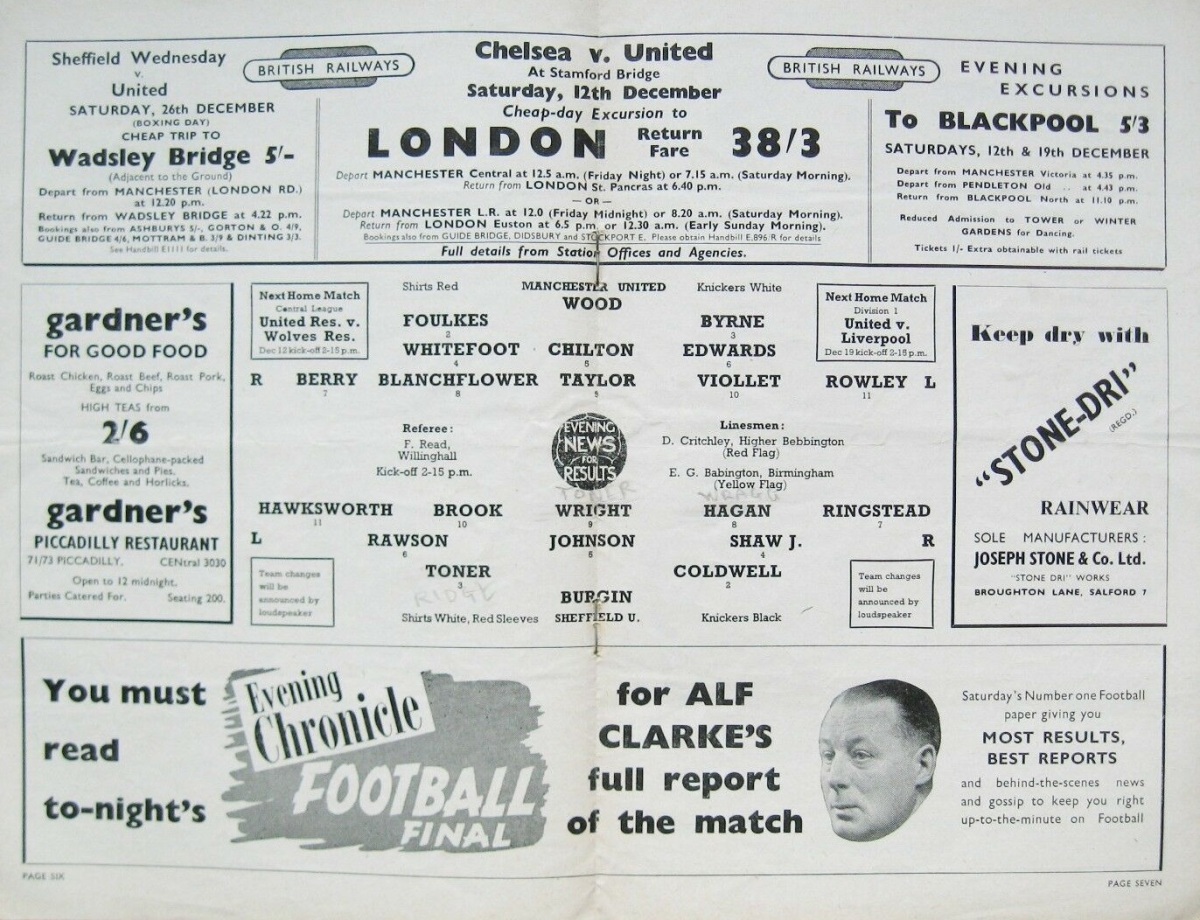 Sheffield Wednesday
v.
United
SATURDAY, 26TH DECEMBER
(BOXING DAY)
CHEAP TRIP TO
Wadsley Bridge 5/-
(Adjacent to the Ground)
Depart from MANCHESTER (LONDON RD.)
at 12.20 p.m.
Return from WADSLEY BRIDGE at 4.22 p.m.
Bookings also from ASHBURYS 5/-, GORTON & O. 4/9,
GUIDE BRIDGE 4/6, MOTTRAM & B. 3/9 & DINTING 3/3.
See Handbill E1111 for details.
BRITISH RAILWAYS
Chelsea v. United
At Stamford Bridge
Saturday, 12th December
Cheap-day Excursion to
LONDON Return Fare 38/3
Depart MANCHESTER Central at 12.5 a.m. (Friday Night) or 7.15 a.m. (Saturday Morning).
Return from LONDON St. Pancras at 6.40 p.m.
— OR —
Depart MANCHESTER L.R. at 12.0 (Friday Midnight) or 8.20 a.m. (Saturday Morning).
Return from LONDON Euston at 6.5 p.m. or 12.30 a.m. (Early Sunday Morning).
Bookings also from GUIDE BRIDGE, DIDSBURY and STOCKPORT E. Please obtain Handbill E.896/R for details
Full details from Station Offices and Agencies.
BRITISH RAILWAYS
EVENING
EXCURSIONS
To BLACKPOOL 5/3
SATURDAYS, 12th & 19th DECEMBER
Depart from MANCHESTER Victoria at 4.35 p.m.
Depart from PENDLETON Old .. at 4.43 p.m.
Return from BLACKPOOL North at 11.10 p.m.
Reduced Admission to TOWER or WINTER
GARDENS for Dancing.
Tickets 1/- Extra obtainable with rail tickets
gardner's
FOR GOOD FOOD
Roast Chicken, Roast Beef, Roast Pork,
Eggs and Chips
HIGH TEAS from
2/6
Sandwich Bar, Cellophane-packed
Sandwiches and Pies.
Tea, Coffee and Horlicks.
gardner's
PICCADILLY RESTAURANT
71/73 PICCADILLY. CENtral 3030
Open to 12 midnight.
Parties Catered For. Seating 200.
Next Home Match
Central League
United Res. v.
Wolves Res.
Dec 12 kick-off 2-15 p.m.
Shirts Red MANCHESTER UNITED Knickers White
WOOD
FOULKES BYRNE
2 3
WHITEFOOT CHILTON EDWARDS
4 5 6
R BERRY BLANCHFLOWER TAYLOR VIOLLET ROWLEY L
7 8 9 10 11
Next Home Match
Division 1
United v.
Liverpool
Dec 19 kick-off 2-15 p.m.
Referee:
F. Read,
Willinghall
Kick-off 2-15 p.m.
EVENING
NEWS
FOR
RESULTS
Linesmen:
D. Critchley, Higher Bebbington
(Red Flag)
E. G. Babington, Birmingham
(Yellow Flag)
TONER WRAGG
HAWKSWORTH BROOK WRIGHT HAGAN RINGSTEAD
11 10 9 8 7
L RAWSON JOHNSON SHAW J. R
6 5 4
TONER COLDWELL
3 2
RIDGE
BURGIN
Shirts White, Red Sleeves SHEFFIELD U. Knickers Black
Team changes
will be
announced by
loudspeaker
Team changes
will be
announced by
loudspeaker
Keep dry with
"STONE-DRI"
(REGD.)
RAINWEAR
SOLE MANUFACTURERS:
JOSEPH STONE & Co. Ltd.
"STONE DRI" WORKS
BROUGHTON LANE, SALFORD 7
You must
read
to-night's
Evening
Chronicle
FOOTBALL
FINAL
for ALF
CLARKE'S
full report
of the match
Saturday's Number one Football
paper giving you
MOST RESULTS,
BEST REPORTS
and behind-the-scenes news
and gossip to keep you right
up-to-the-minute on Football
PAGE SIX
PAGE SEVEN